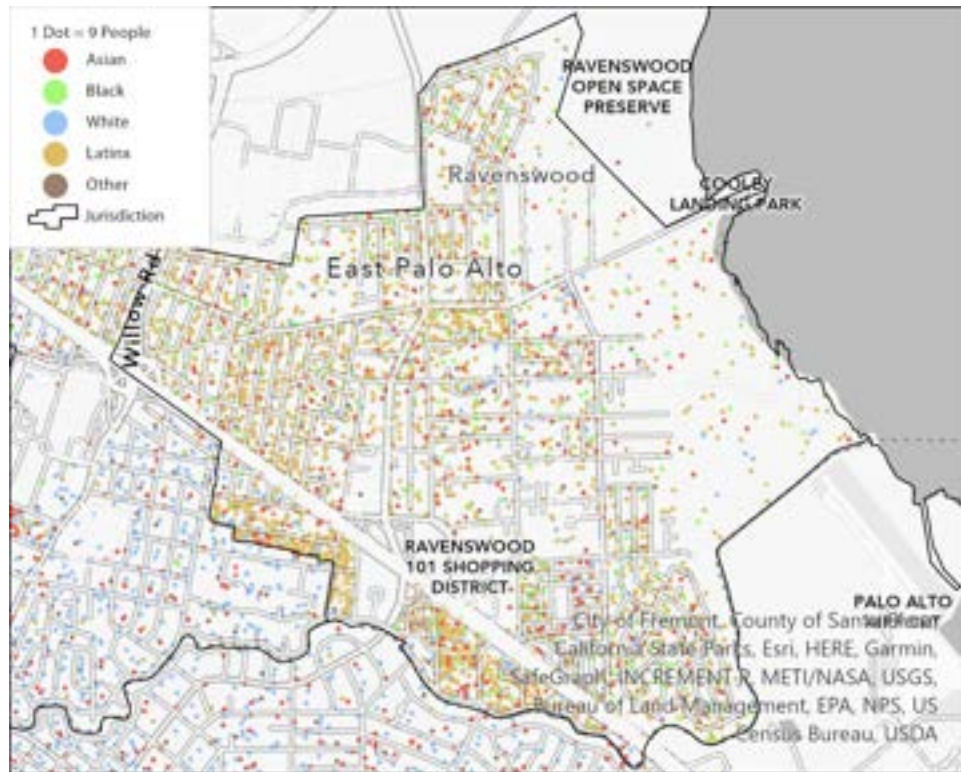 1 Dot = 9 People
Asian
Black
White
Latinx
Other
Jurisdiction
RAVENSWOOD
OPEN SPACE
PRESERVE
Ravenswood
COOLEY
LANDING PARK
East Palo Alto
Willow Rd
RAVENSWOOD
101 SHOPPING
DISTRICT
PALO ALTO
City of Fremont, County of San
California State Parks, Esri, HERE, Garmin,
SafeGraph, INCREMENT P, METI/NASA, USGS,
Bureau of Land Management, EPA, NPS, US
Census Bureau, USDA